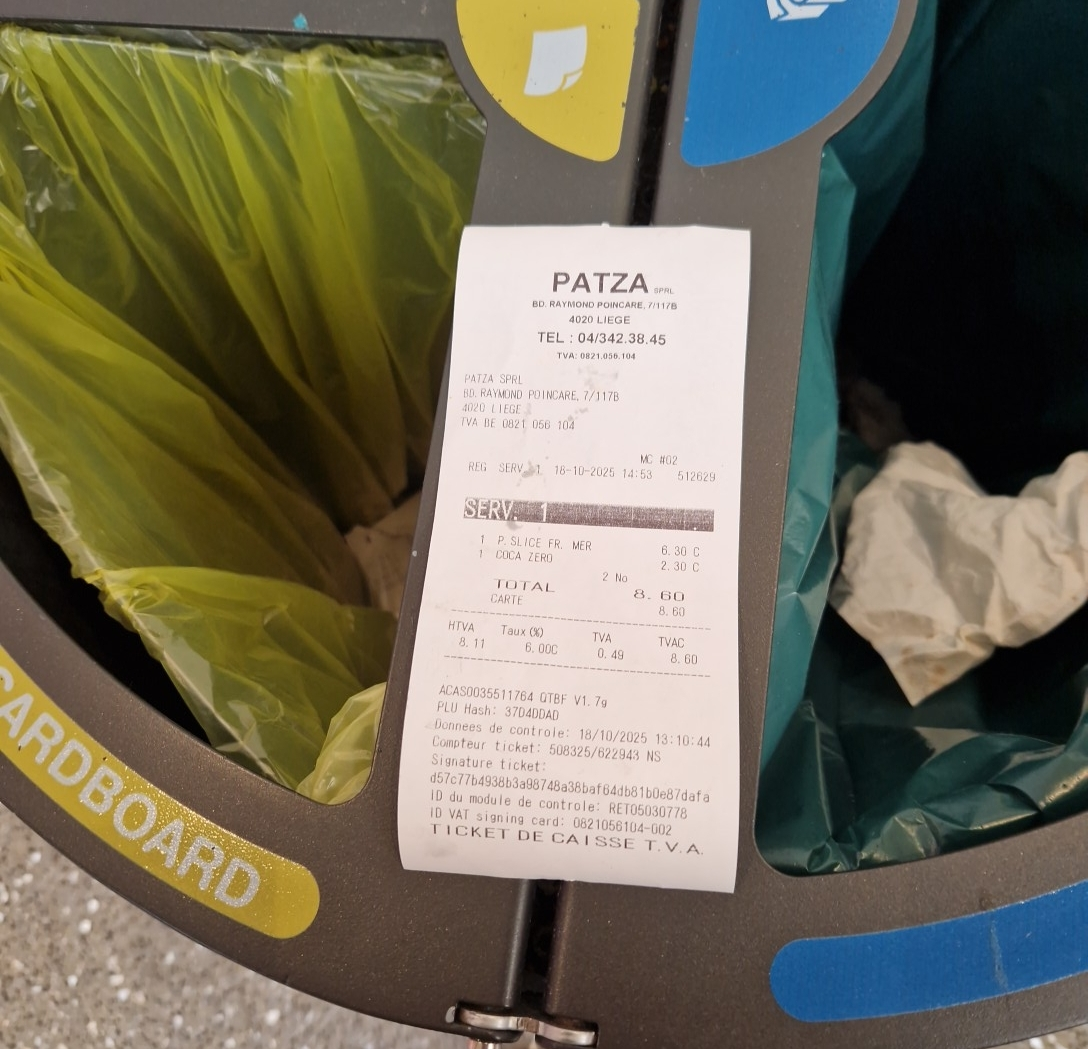 PATZA SPRL
BD. RAYMOND POINCARE, 7/117B
4020 LIEGE
TEL : 04/342.38.45
TVA: 0821.056.104
PATZA SPRL
BD. RAYMOND POINCARE, 7/117B
4020 LIEGE
TVA BE 0821 056 104
MC #02
REG SERV. 1 18-10-2025 14:53 512629
SERV. 1
1 P.SLICE FR. MER 6.30 C
1 COCA ZERO 2.30 C
2 No
TOTAL 8.60
CARTE 8.60
HTVA Taux (%) TVA TVAC
8.11 6.00C 0.49 8.60
ACAS0035511764 QTBF V1.7g
PLU Hash: 37D4DDAD
Donnees de controle: 18/10/2025 13:10:44
Compteur ticket: 508325/622943 NS
Signature ticket:
d57c77b4938b3a98748a38baf64db81b0e87dafa
ID du module de controle: RET05030778
ID VAT signing card: 0821056104-002
TICKET DE CAISSE T.V.A.
CARDBOARD